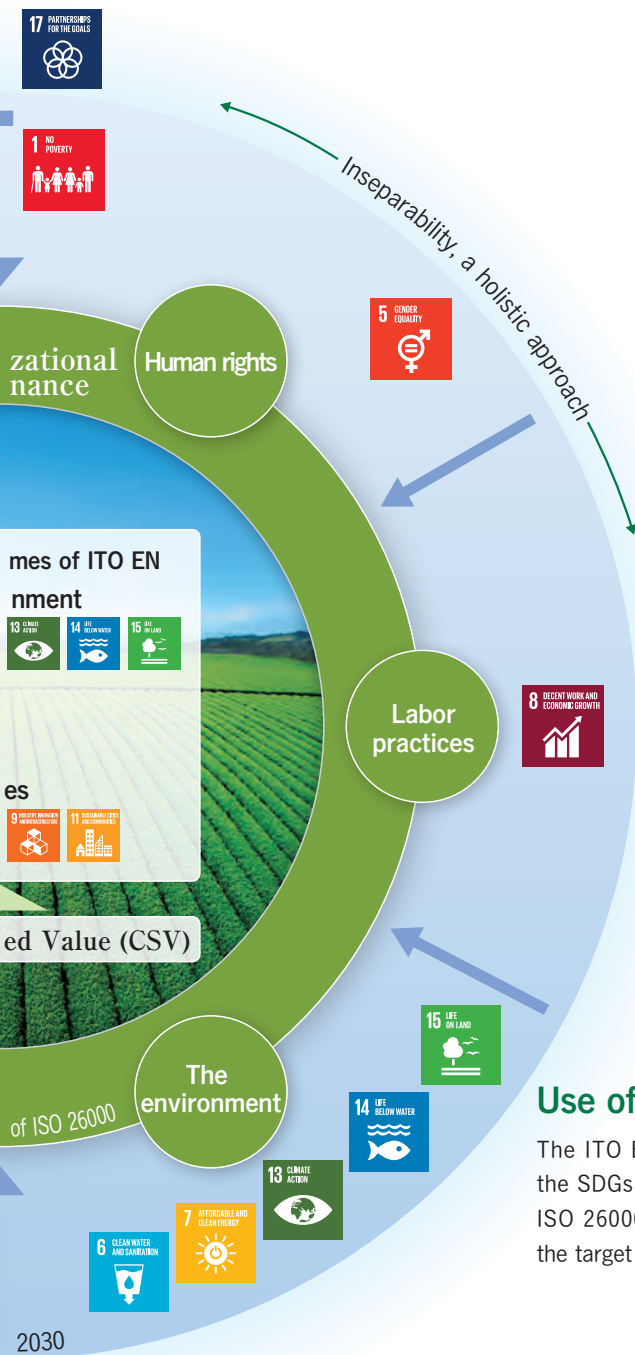 17 PARTNERSHIPS
FOR THE GOALS
1 NO
POVERTY
Inseparability, a holistic approach
5 GENDER
EQUALITY
zational
nance
Human rights
mes of ITO EN
nment
13 CLIMATE
ACTION
14 LIFE
BELOW WATER
15 LIFE
ON LAND
Labor
practices
8 DECENT WORK AND
ECONOMIC GROWTH
es
9 INDUSTRY, INNOVATION
AND INFRASTRUCTURE
11 SUSTAINABLE CITIES
AND COMMUNITIES
ed Value (CSV)
15 LIFE
ON LAND
The
environment
of ISO 26000
14 LIFE
BELOW WATER
13 CLIMATE
ACTION
7 AFFORDABLE AND
CLEAN ENERGY
6 CLEAN WATER
AND SANITATION
2030
Use of
The ITO E
the SDGs
ISO 26000
the target